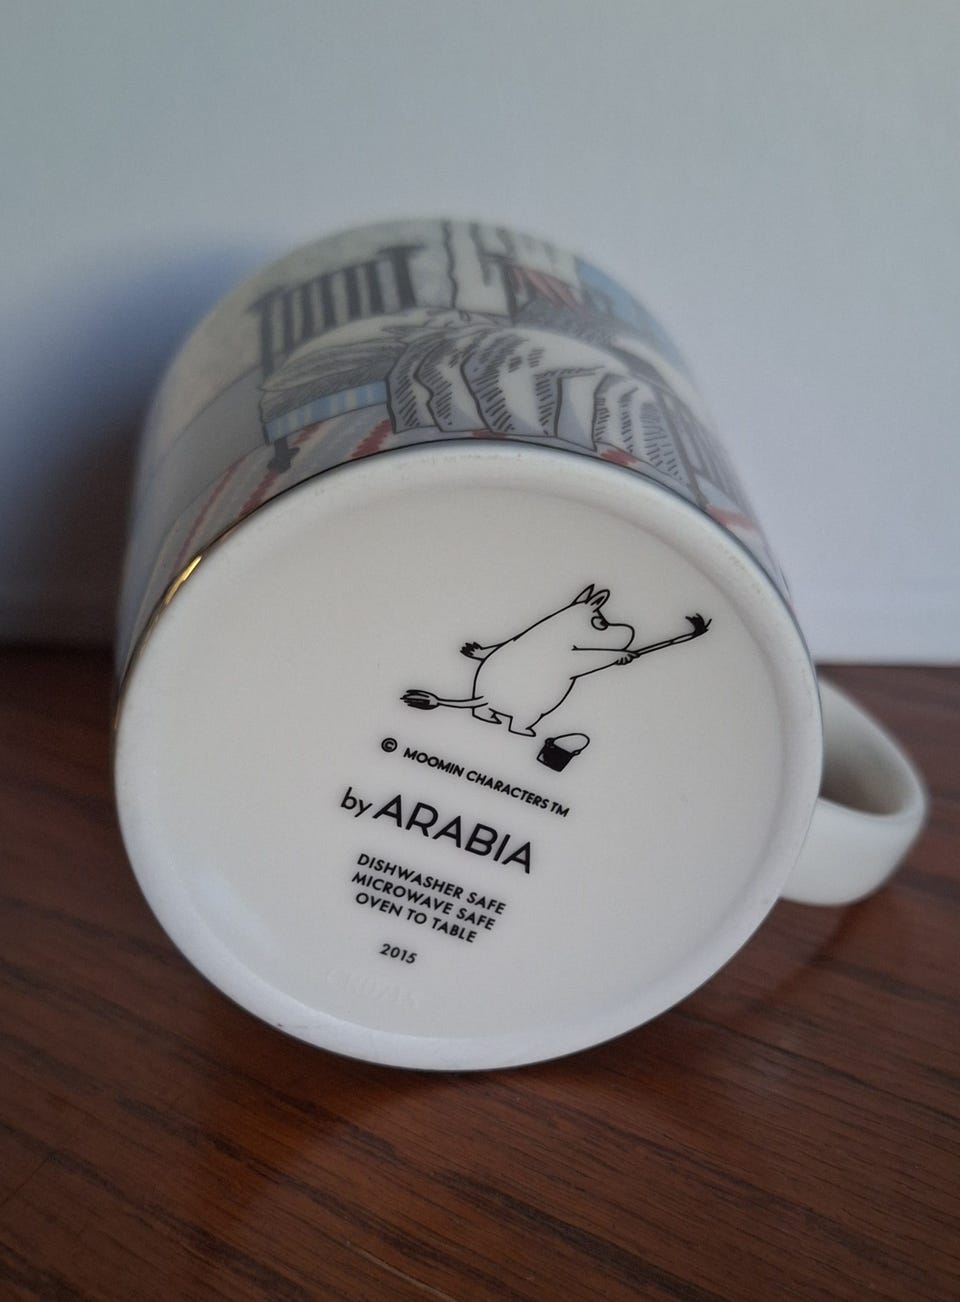 © MOOMIN CHARACTERS TM
by ARABIA
DISHWASHER SAFE
MICROWAVE SAFE
OVEN TO TABLE
2015